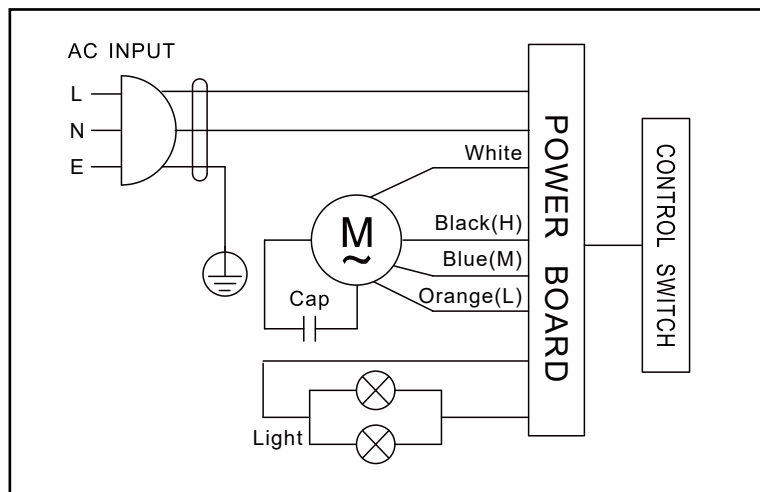 AC INPUT
L
N
E
White
Black(H)
Blue(M)
Orange(L)
M
~
Cap
Light
POWER BOARD
CONTROL SWITCH